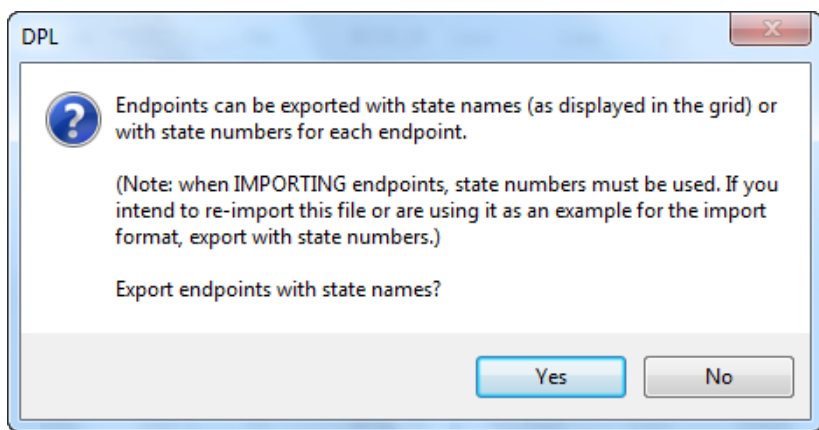 DPL
Endpoints can be exported with state names (as displayed in the grid) or
with state numbers for each endpoint.
(Note: when IMPORTING endpoints, state numbers must be used. If you
intend to re-import this file or are using it as an example for the import
format, export with state numbers.)
Export endpoints with state names?
Yes
No